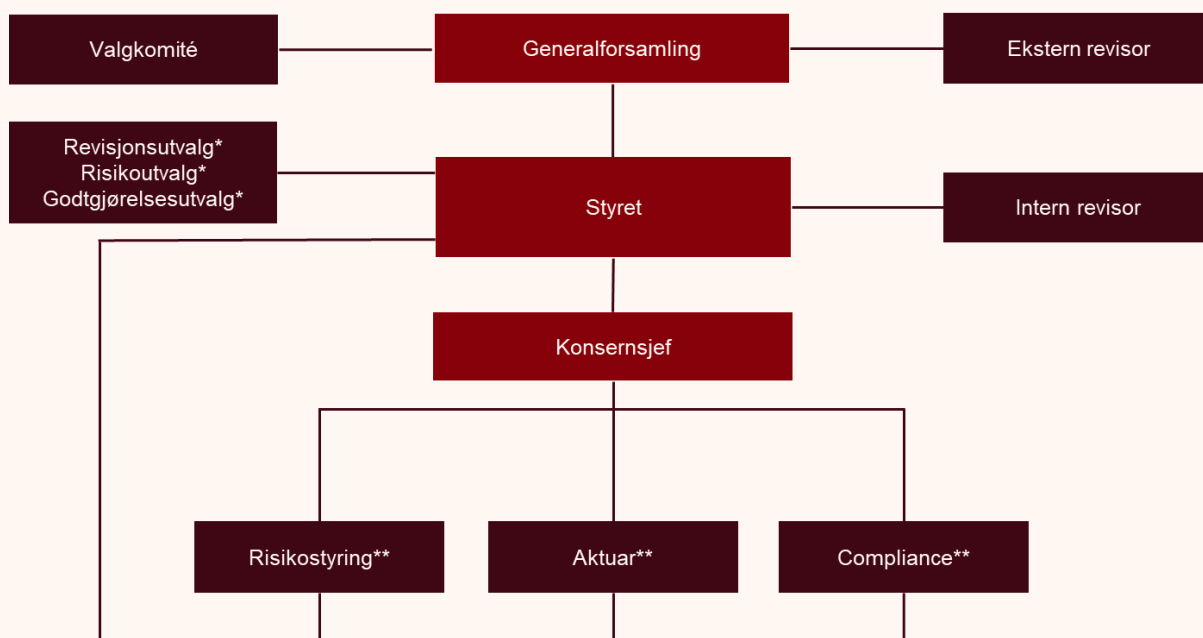 Valgkomité
Generalforsamling
Ekstern revisor
Revisjonsutvalg*
Risikoutvalg*
Godtgjørelsesutvalg*
Styret
Intern revisor
Konsernsjef
Risikostyring**
Aktuar**
Compliance**